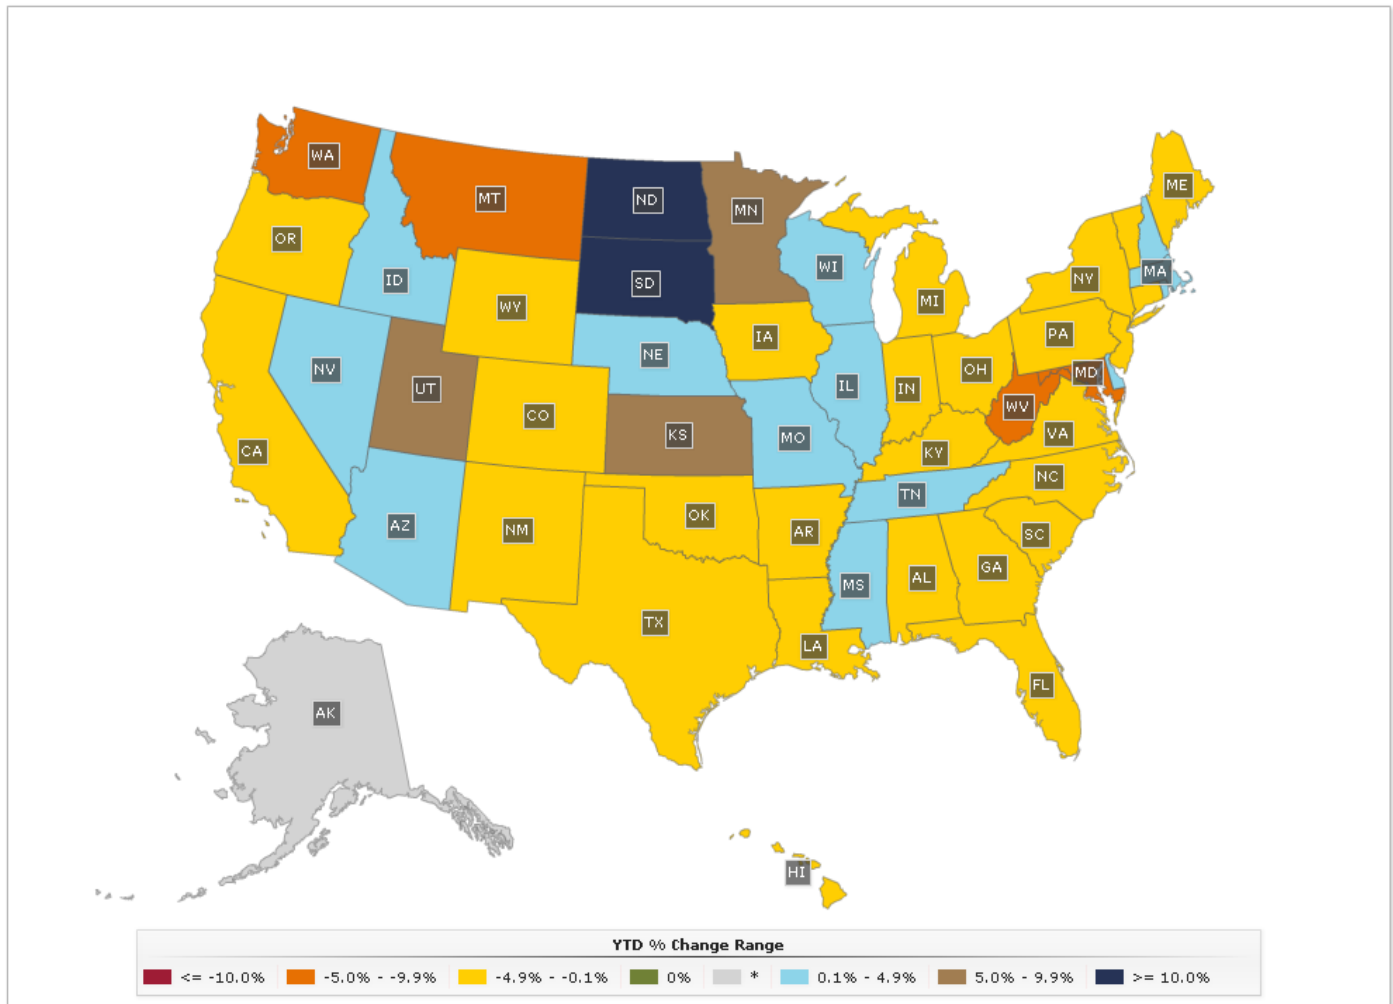 WA
MT
ND
MN
ME
OR
ID
SD
WI
MA
NY
WY
MI
IA
PA
NV
NE
UT
IL
IN
OH
MD
CO
KS
MO
WV
CA
KY
VA
TN
NC
AZ
NM
OK
AR
SC
MS
AL
GA
TX
LA
FL
AK
HI
YTD % Change Range
<= -10.0% -5.0% - -9.9% -4.9% - -0.1% 0% * 0.1% - 4.9% 5.0% - 9.9% >= 10.0%